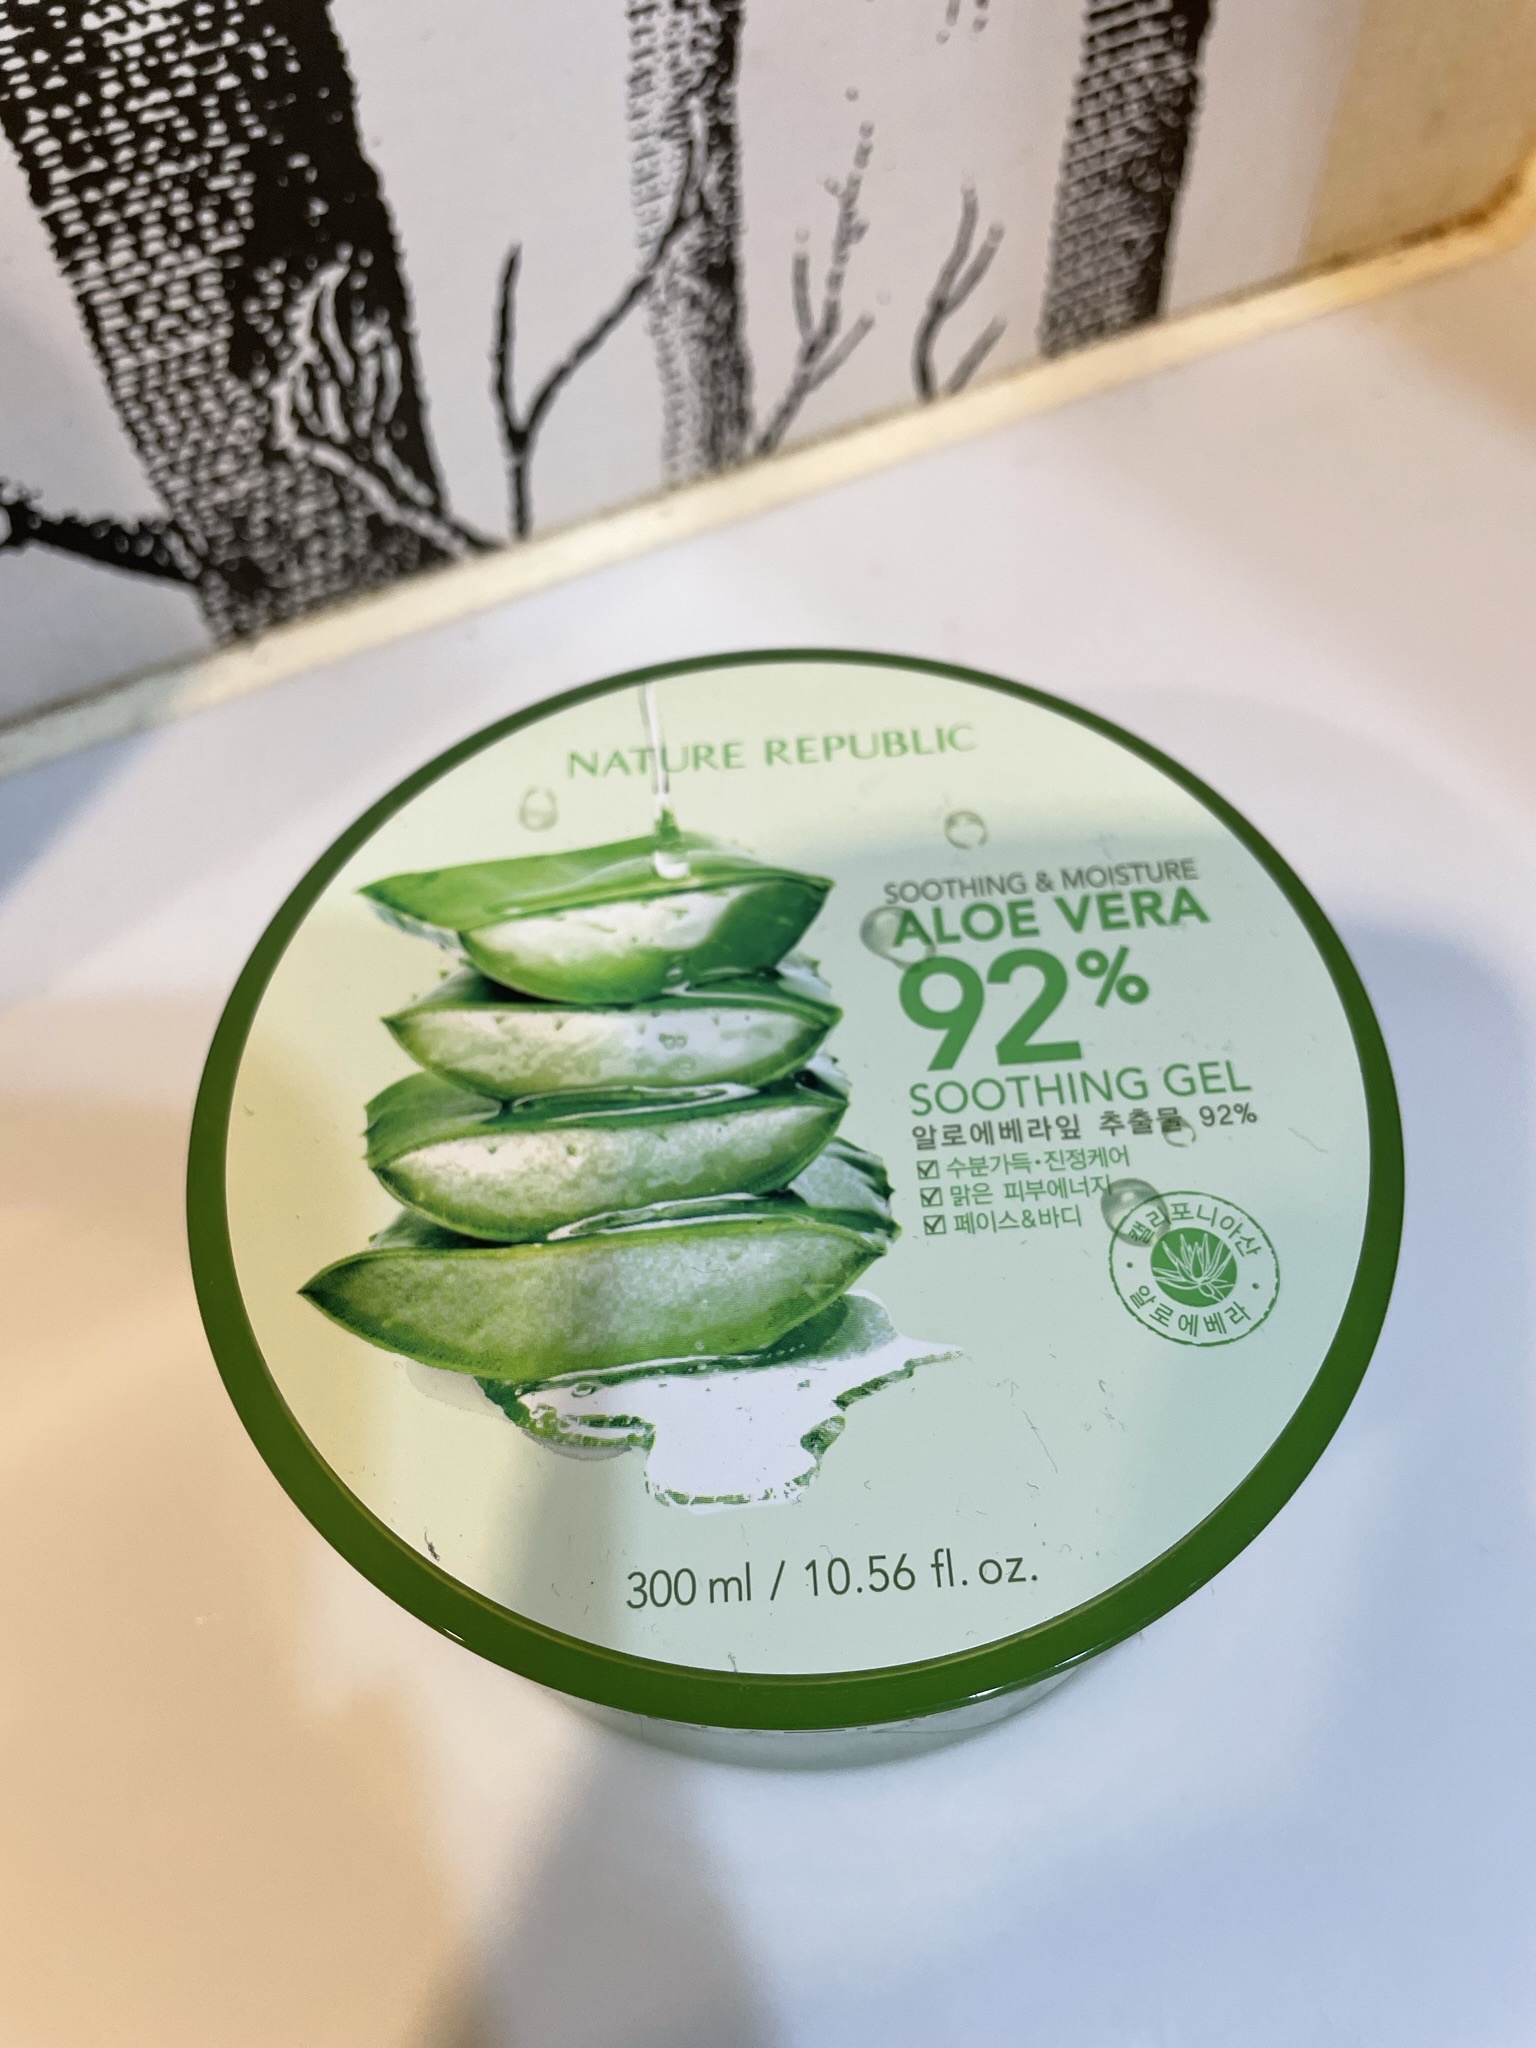 NATURE REPUBLIC
SOOTHING & MOISTURE
ALOE VERA
92%
SOOTHING GEL
알로에베라잎 추출물 92%
수분가득·진정케어
맑은 피부에너지
페이스&바디
캘리포니아산
알로에베라
300 ml / 10.56 fl. oz.